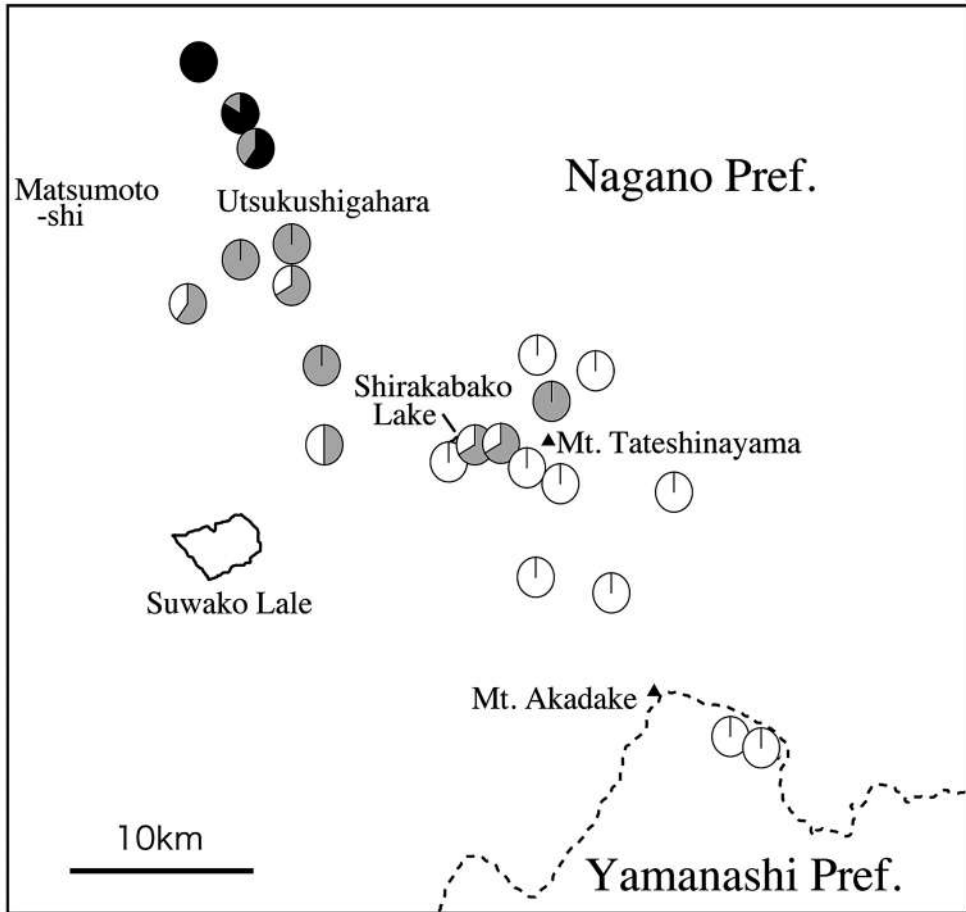 Nagano Pref.
Matsumoto
-shi
Utsukushigahara
Shirakabako
Lake
Mt. Tateshinayama
Suwako Lale
Mt. Akadake
10km
Yamanashi Pref.